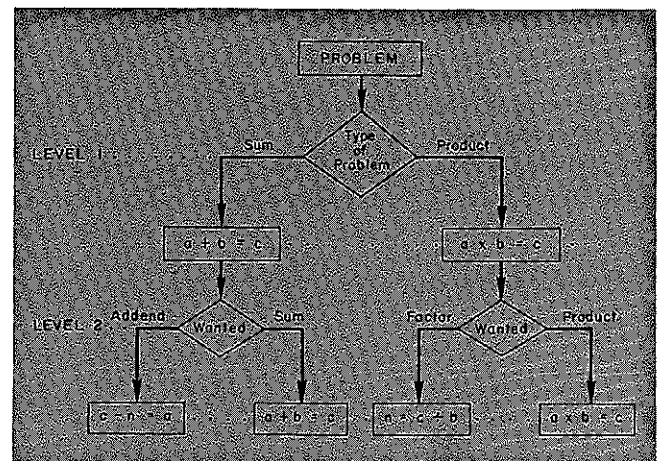 PROBLEM
Type
of
Problem
Sum
Product
LEVEL 1
a + b = c
a x b = c
LEVEL 2
Addend
Wanted
Sum
Factor
Wanted
Product
c - n = a
a + b = c
n = c ÷ b
a x b = c